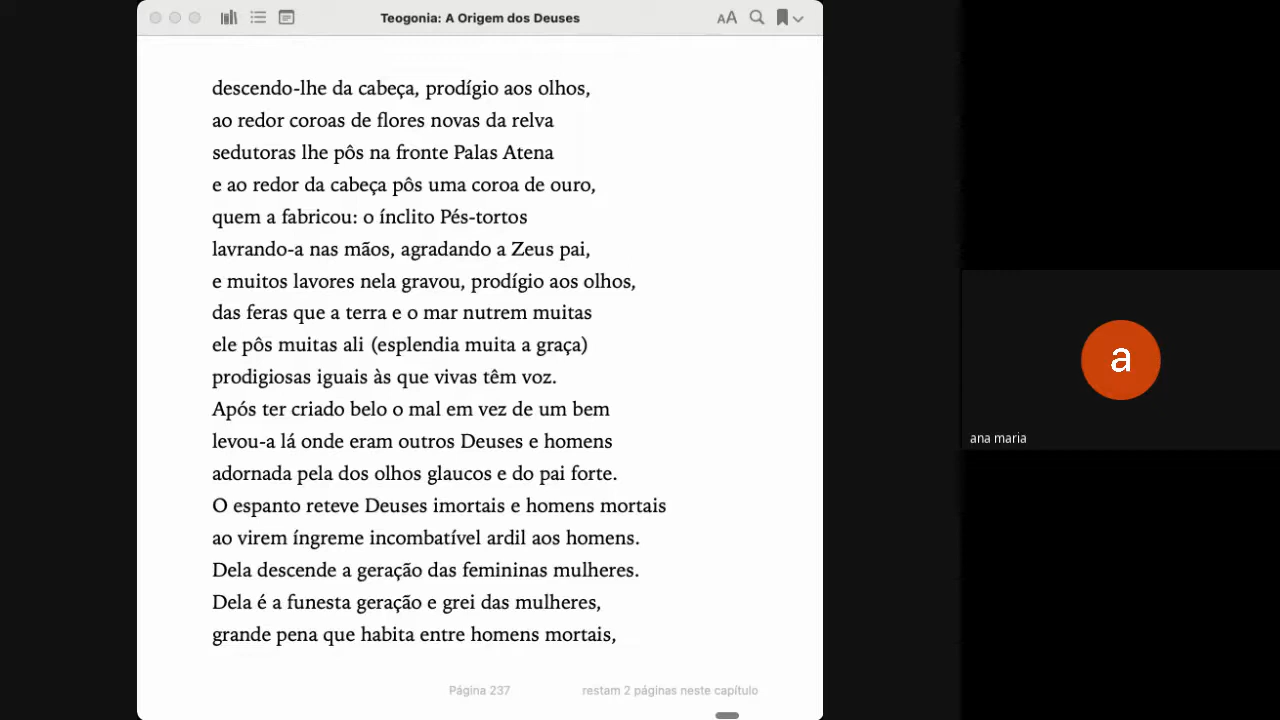 Teogonia: A Origem dos Deuses
AA
descendo-lhe da cabeça, prodígio aos olhos,
ao redor coroas de flores novas da relva
sedutoras lhe pôs na fronte Palas Atena
e ao redor da cabeça pôs uma coroa de ouro,
quem a fabricou: o ínclito Pés-tortos
lavrando-a nas mãos, agradando a Zeus pai,
e muitos lavores nela gravou, prodígio aos olhos,
das feras que a terra e o mar nutrem muitas
ele pôs muitas ali (esplendia muita a graça)
prodigiosas iguais às que vivas têm voz.
Após ter criado belo o mal em vez de um bem
levou-a lá onde eram outros Deuses e homens
adornada pela dos olhos glaucos e do pai forte.
O espanto reteve Deuses imortais e homens mortais
ao virem íngreme incombatível ardil aos homens.
Dela descende a geração das femininas mulheres.
Dela é a funesta geração e grei das mulheres,
grande pena que habita entre homens mortais,
Página 237
restam 2 páginas neste capítulo
a
ana maria